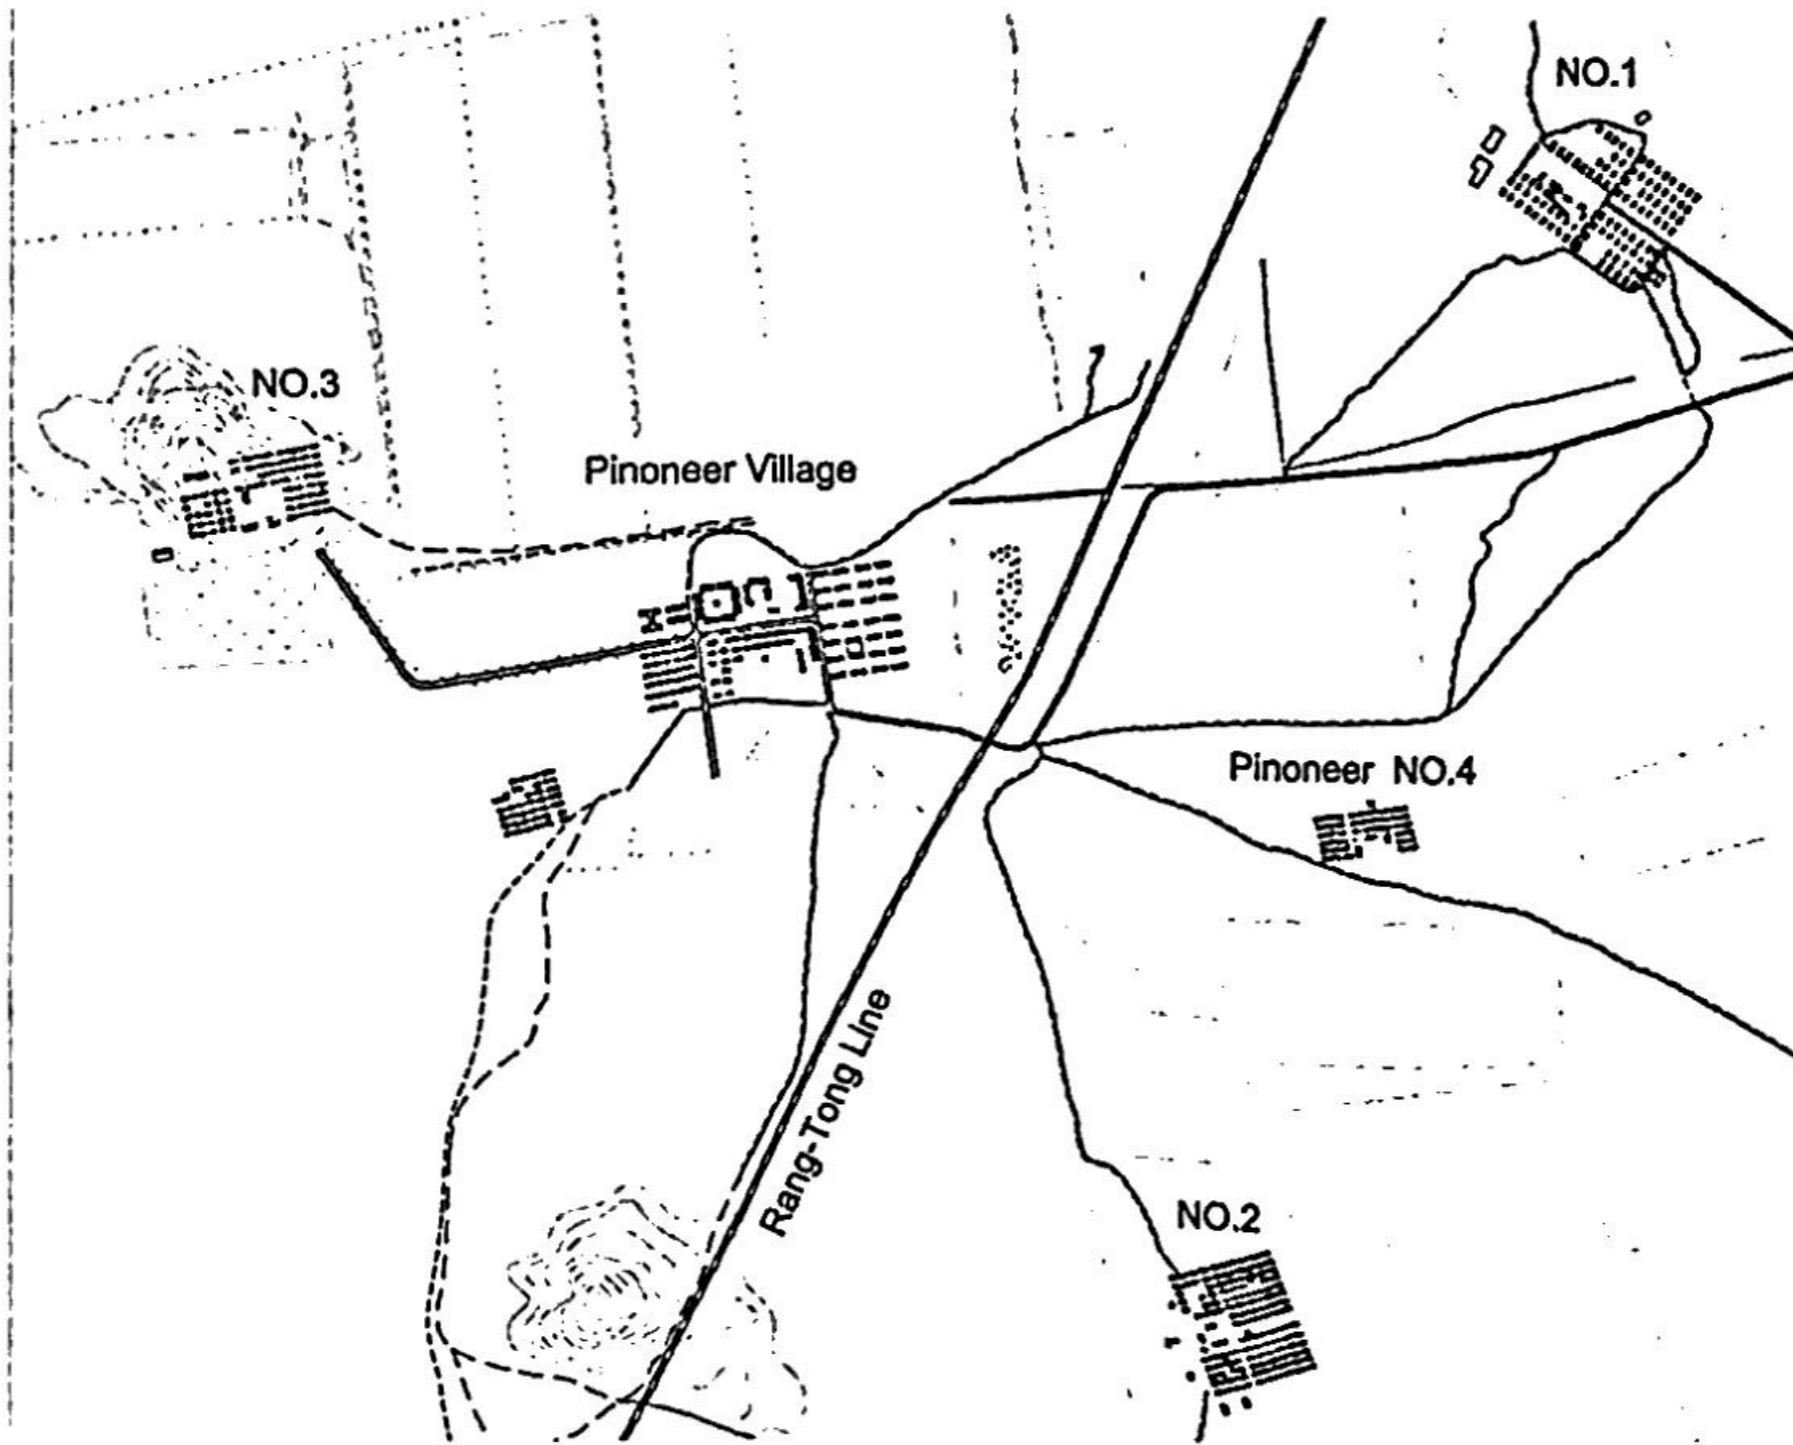 NO.1
NO.3
Pinoneer Village
Pinoneer NO.4
Rang-Tong Line
NO.2